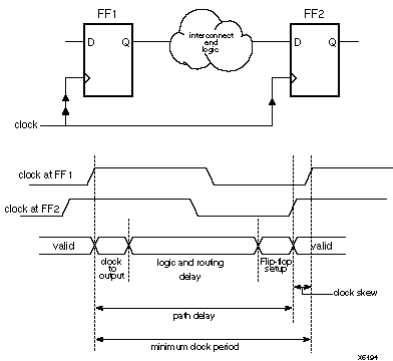 FF1
FF2
D Q
interconnect
and
logic
D Q
clock
clock at FF1
clock at FF2
valid
clock
to
output
logic and routing
delay
Flip-flop
setup
valid
clock skew
path delay
minimum clock period
X6194